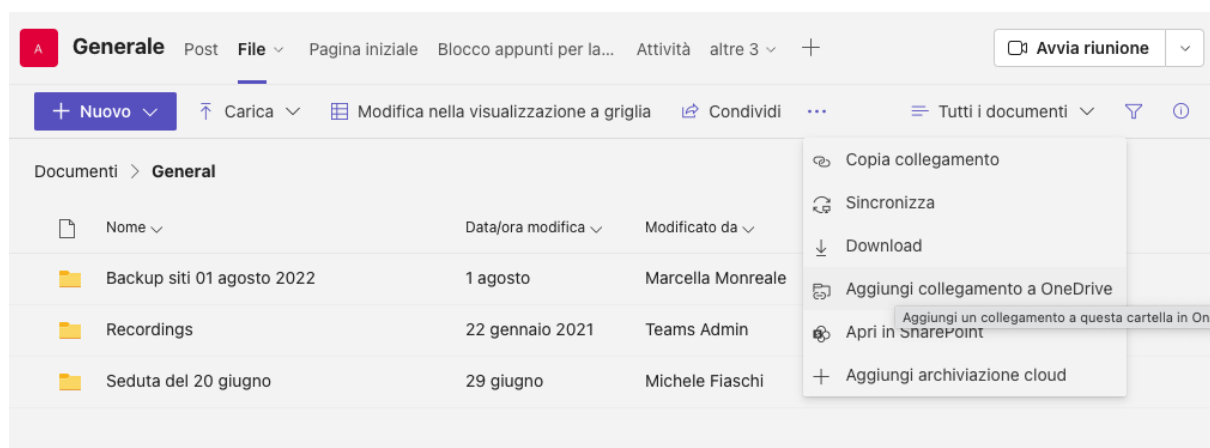 A Generale Post File Pagina iniziale Blocco appunti per la... Attività altre 3 Avvia riunione
Nuovo Carica Modifica nella visualizzazione a griglia Condividi ... Tutti i documenti
Documenti > General
Nome Data/ora modifica Modificato da
Backup siti 01 agosto 2022 1 agosto Marcella Monreale
Recordings 22 gennaio 2021 Teams Admin
Seduta del 20 giugno 29 giugno Michele Fiaschi
Copia collegamento
Sincronizza
Download
Aggiungi collegamento a OneDrive
Aggiungi un collegamento a questa cartella in On
Apri in SharePoint
Aggiungi archiviazione cloud